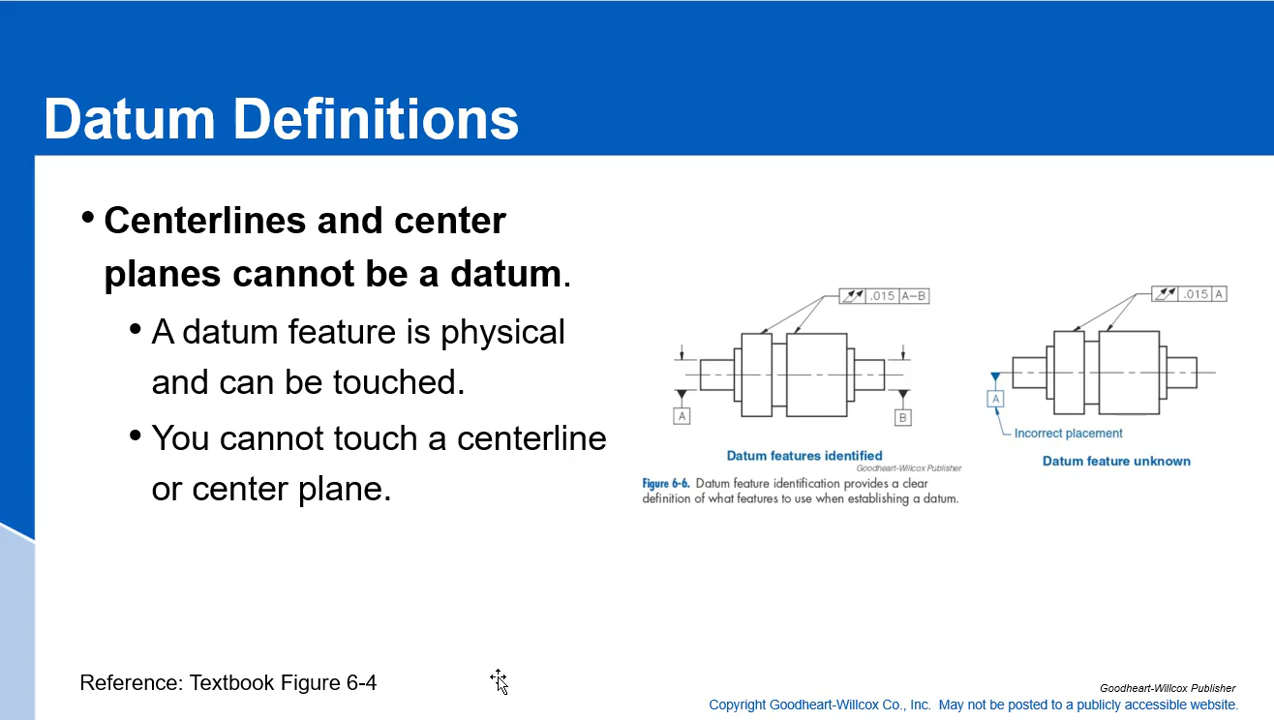 Datum Definitions
• Centerlines and center
planes cannot be a datum.
• A datum feature is physical
and can be touched.
• You cannot touch a centerline
or center plane.
.015 A–B
A
B
Datum features identified
Goodheart-Willcox Publisher
Figure 6-6. Datum feature identification provides a clear
definition of what features to use when establishing a datum.
.015 A
A
Incorrect placement
Datum feature unknown
Reference: Textbook Figure 6-4
Goodheart-Willcox Publisher
Copyright Goodheart-Willcox Co., Inc. May not be posted to a publicly accessible website.